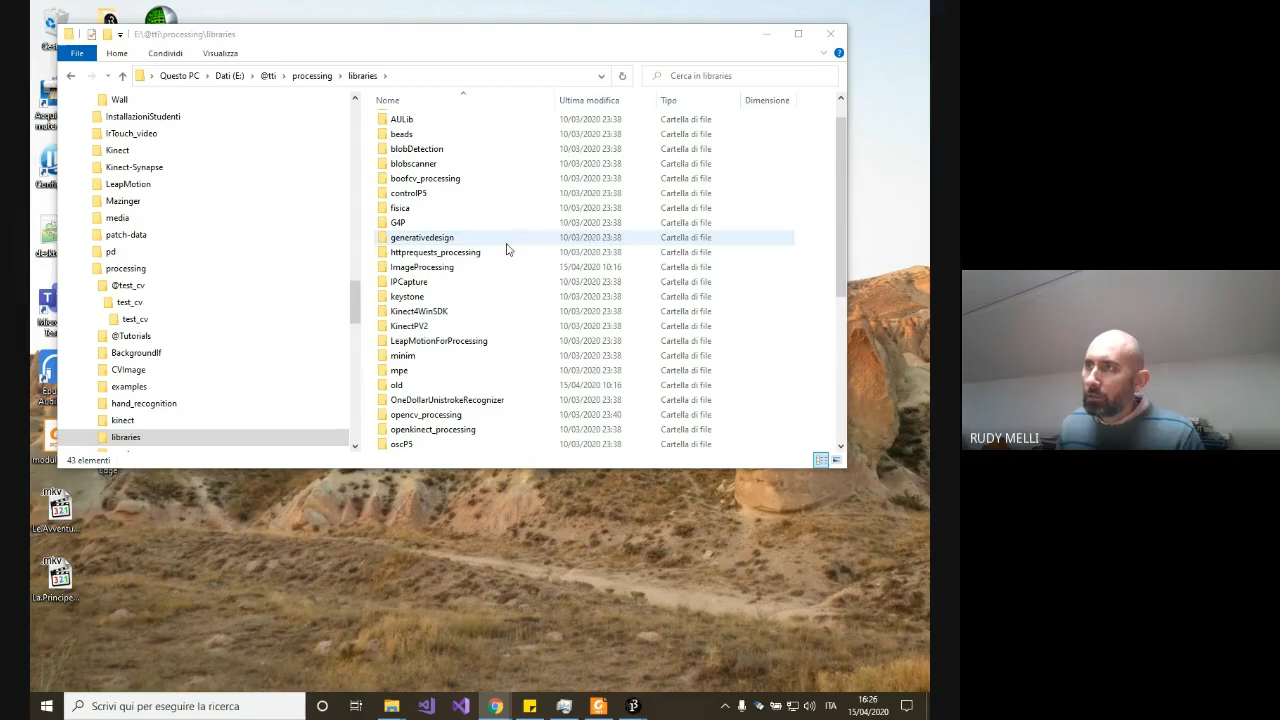 E:\@tti\processing\libraries
File Home Condividi Visualizza
Questo PC Dati (E:) @tti processing libraries
Cerca in libraries
Nome Ultima modifica Tipo Dimensione
Wall
InstallazioniStudenti
IrTouch_video
Kinect
Kinect-Synapse
LeapMotion
Mazinger
media
patch-data
pd
processing
@test_cv
test_cv
test_cv
@Tutorials
BackgroundIf
CVImage
examples
hand_recognition
kinect
libraries
AULib 10/03/2020 23:38 Cartella di file
beads 10/03/2020 23:38 Cartella di file
blobDetection 10/03/2020 23:38 Cartella di file
blobscanner 10/03/2020 23:38 Cartella di file
boofcv_processing 10/03/2020 23:38 Cartella di file
controlP5 10/03/2020 23:38 Cartella di file
fisica 10/03/2020 23:38 Cartella di file
G4P 10/03/2020 23:38 Cartella di file
generativedesign 10/03/2020 23:38 Cartella di file
httprequests_processing 10/03/2020 23:38 Cartella di file
ImageProcessing 15/04/2020 10:16 Cartella di file
IPCapture 10/03/2020 23:38 Cartella di file
keystone 10/03/2020 23:38 Cartella di file
Kinect4WinSDK 10/03/2020 23:38 Cartella di file
KinectPV2 10/03/2020 23:38 Cartella di file
LeapMotionForProcessing 10/03/2020 23:38 Cartella di file
minim 10/03/2020 23:38 Cartella di file
mpe 10/03/2020 23:38 Cartella di file
old 15/04/2020 10:16 Cartella di file
OneDollarUnistrokeRecognizer 10/03/2020 23:38 Cartella di file
opencv_processing 10/03/2020 23:40 Cartella di file
openkinect_processing 10/03/2020 23:38 Cartella di file
oscP5 10/03/2020 23:38 Cartella di file
43 elementi
Edge
.mkv
321
Le.Avventu...
.mkv
321
La.Principe...
RUDY MELLI
Scrivi qui per eseguire la ricerca
ITA
16:26
15/04/2020